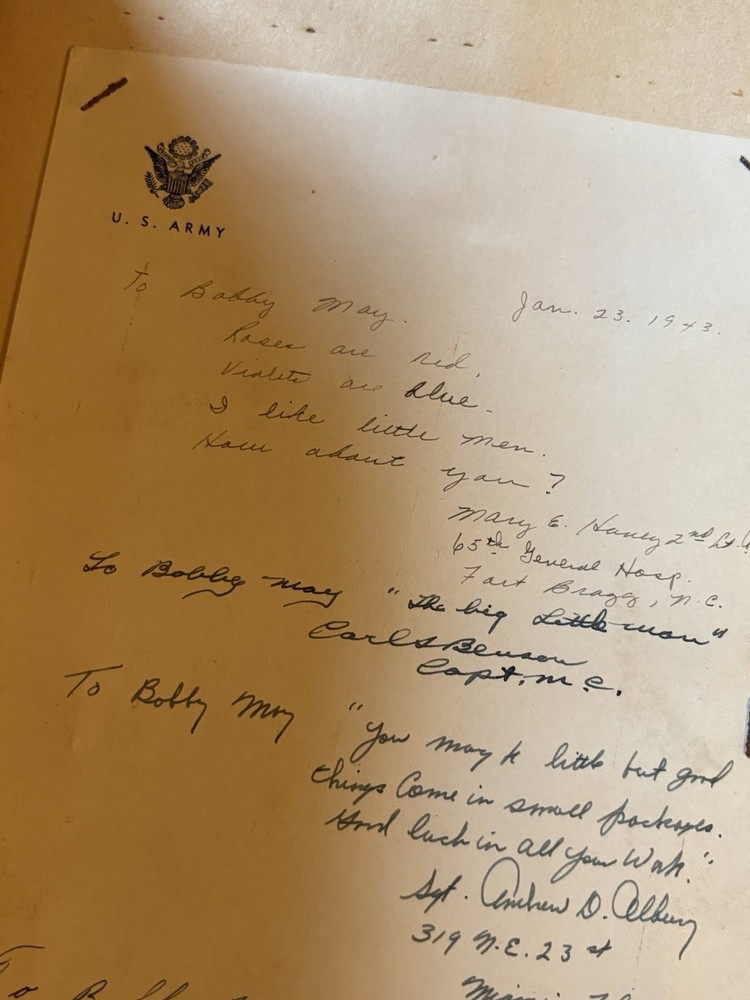 U. S. ARMY
To Bobby May. Jan. 23. 1943.
Roses are red,
Violets are blue.
I like little men.
How about you?
Mary E. Haney 2nd Lt.
65th General Hosp.
Fort Bragg, N.C.
To Bobby May "The big Little man"
Carl S Benson
Capt. M.C.
To Bobby May "You may be little but good
things Come in small packages.
Good luck in all your Work."
Sgt. Andrew D. Albury
319 N.E. 23 st
To